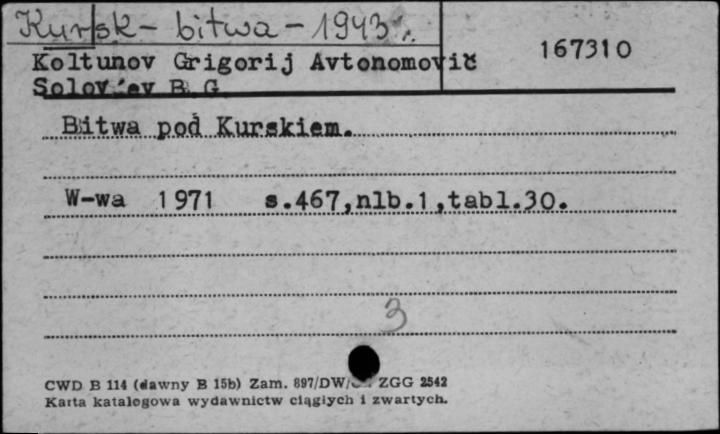 Kursk - bitwa - 1943 r.
Koltunov Grigorij Avtonomovič
167310
Solov'ev B. G.
Bitwa pod Kurskiem.
W-wa 1971 s.467,nlb.1,tabl.30.
3
CWD B 114 (dawny B 15b) Zam. 897/DW/ ZGG 2542
Karta katalogowa wydawnictw ciągłych i zwartych.